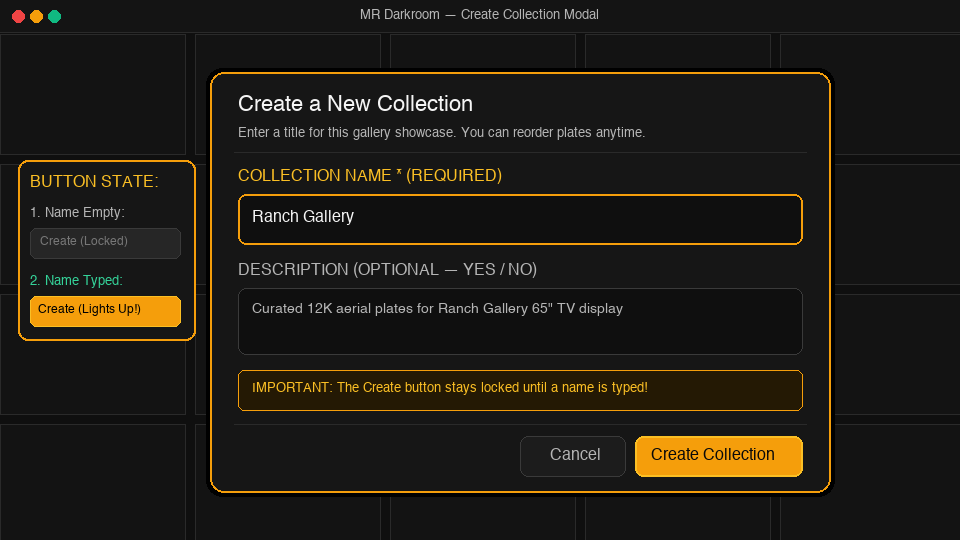 MR Darkroom — Create Collection Modal
Create a New Collection
Enter a title for this gallery showcase. You can reorder plates anytime.
COLLECTION NAME * (REQUIRED)
Ranch Gallery
DESCRIPTION (OPTIONAL — YES / NO)
Curated 12K aerial plates for Ranch Gallery 65" TV display
IMPORTANT: The Create button stays locked until a name is typed!
Cancel
Create Collection
BUTTON STATE:
1. Name Empty:
Create (Locked)
2. Name Typed:
Create (Lights Up!)